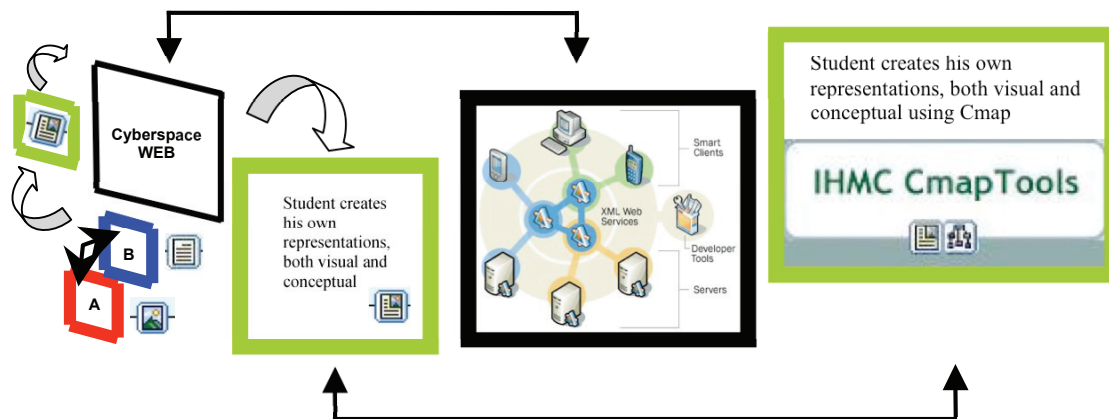 Cyberspace
WEB
B
A
Student creates
his own
representations,
both visual and
conceptual
Smart
Clients
XML Web
Services
Developer
Tools
Servers
Student creates his own
representations, both visual and
conceptual using Cmap
IHMC CmapTools